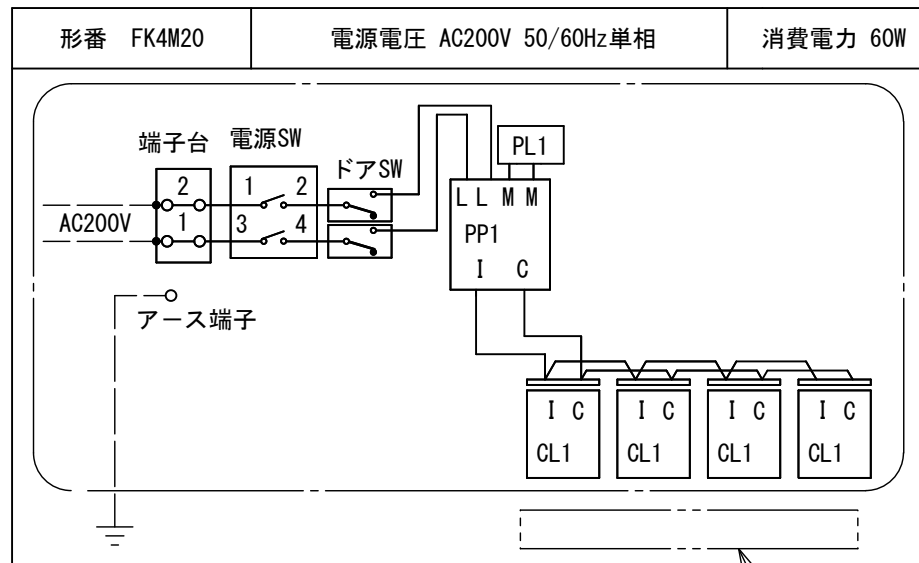 形番 FK4M20
電源電圧 AC200V 50/60Hz単相
消費電力 60W
端子台
電源SW
ドアSW
PL1
2
1 2
L L M M
AC200V
1
3 4
PP1
I C
アース端子
I C
I C
I C
I C
CL1
CL1
CL1
CL1